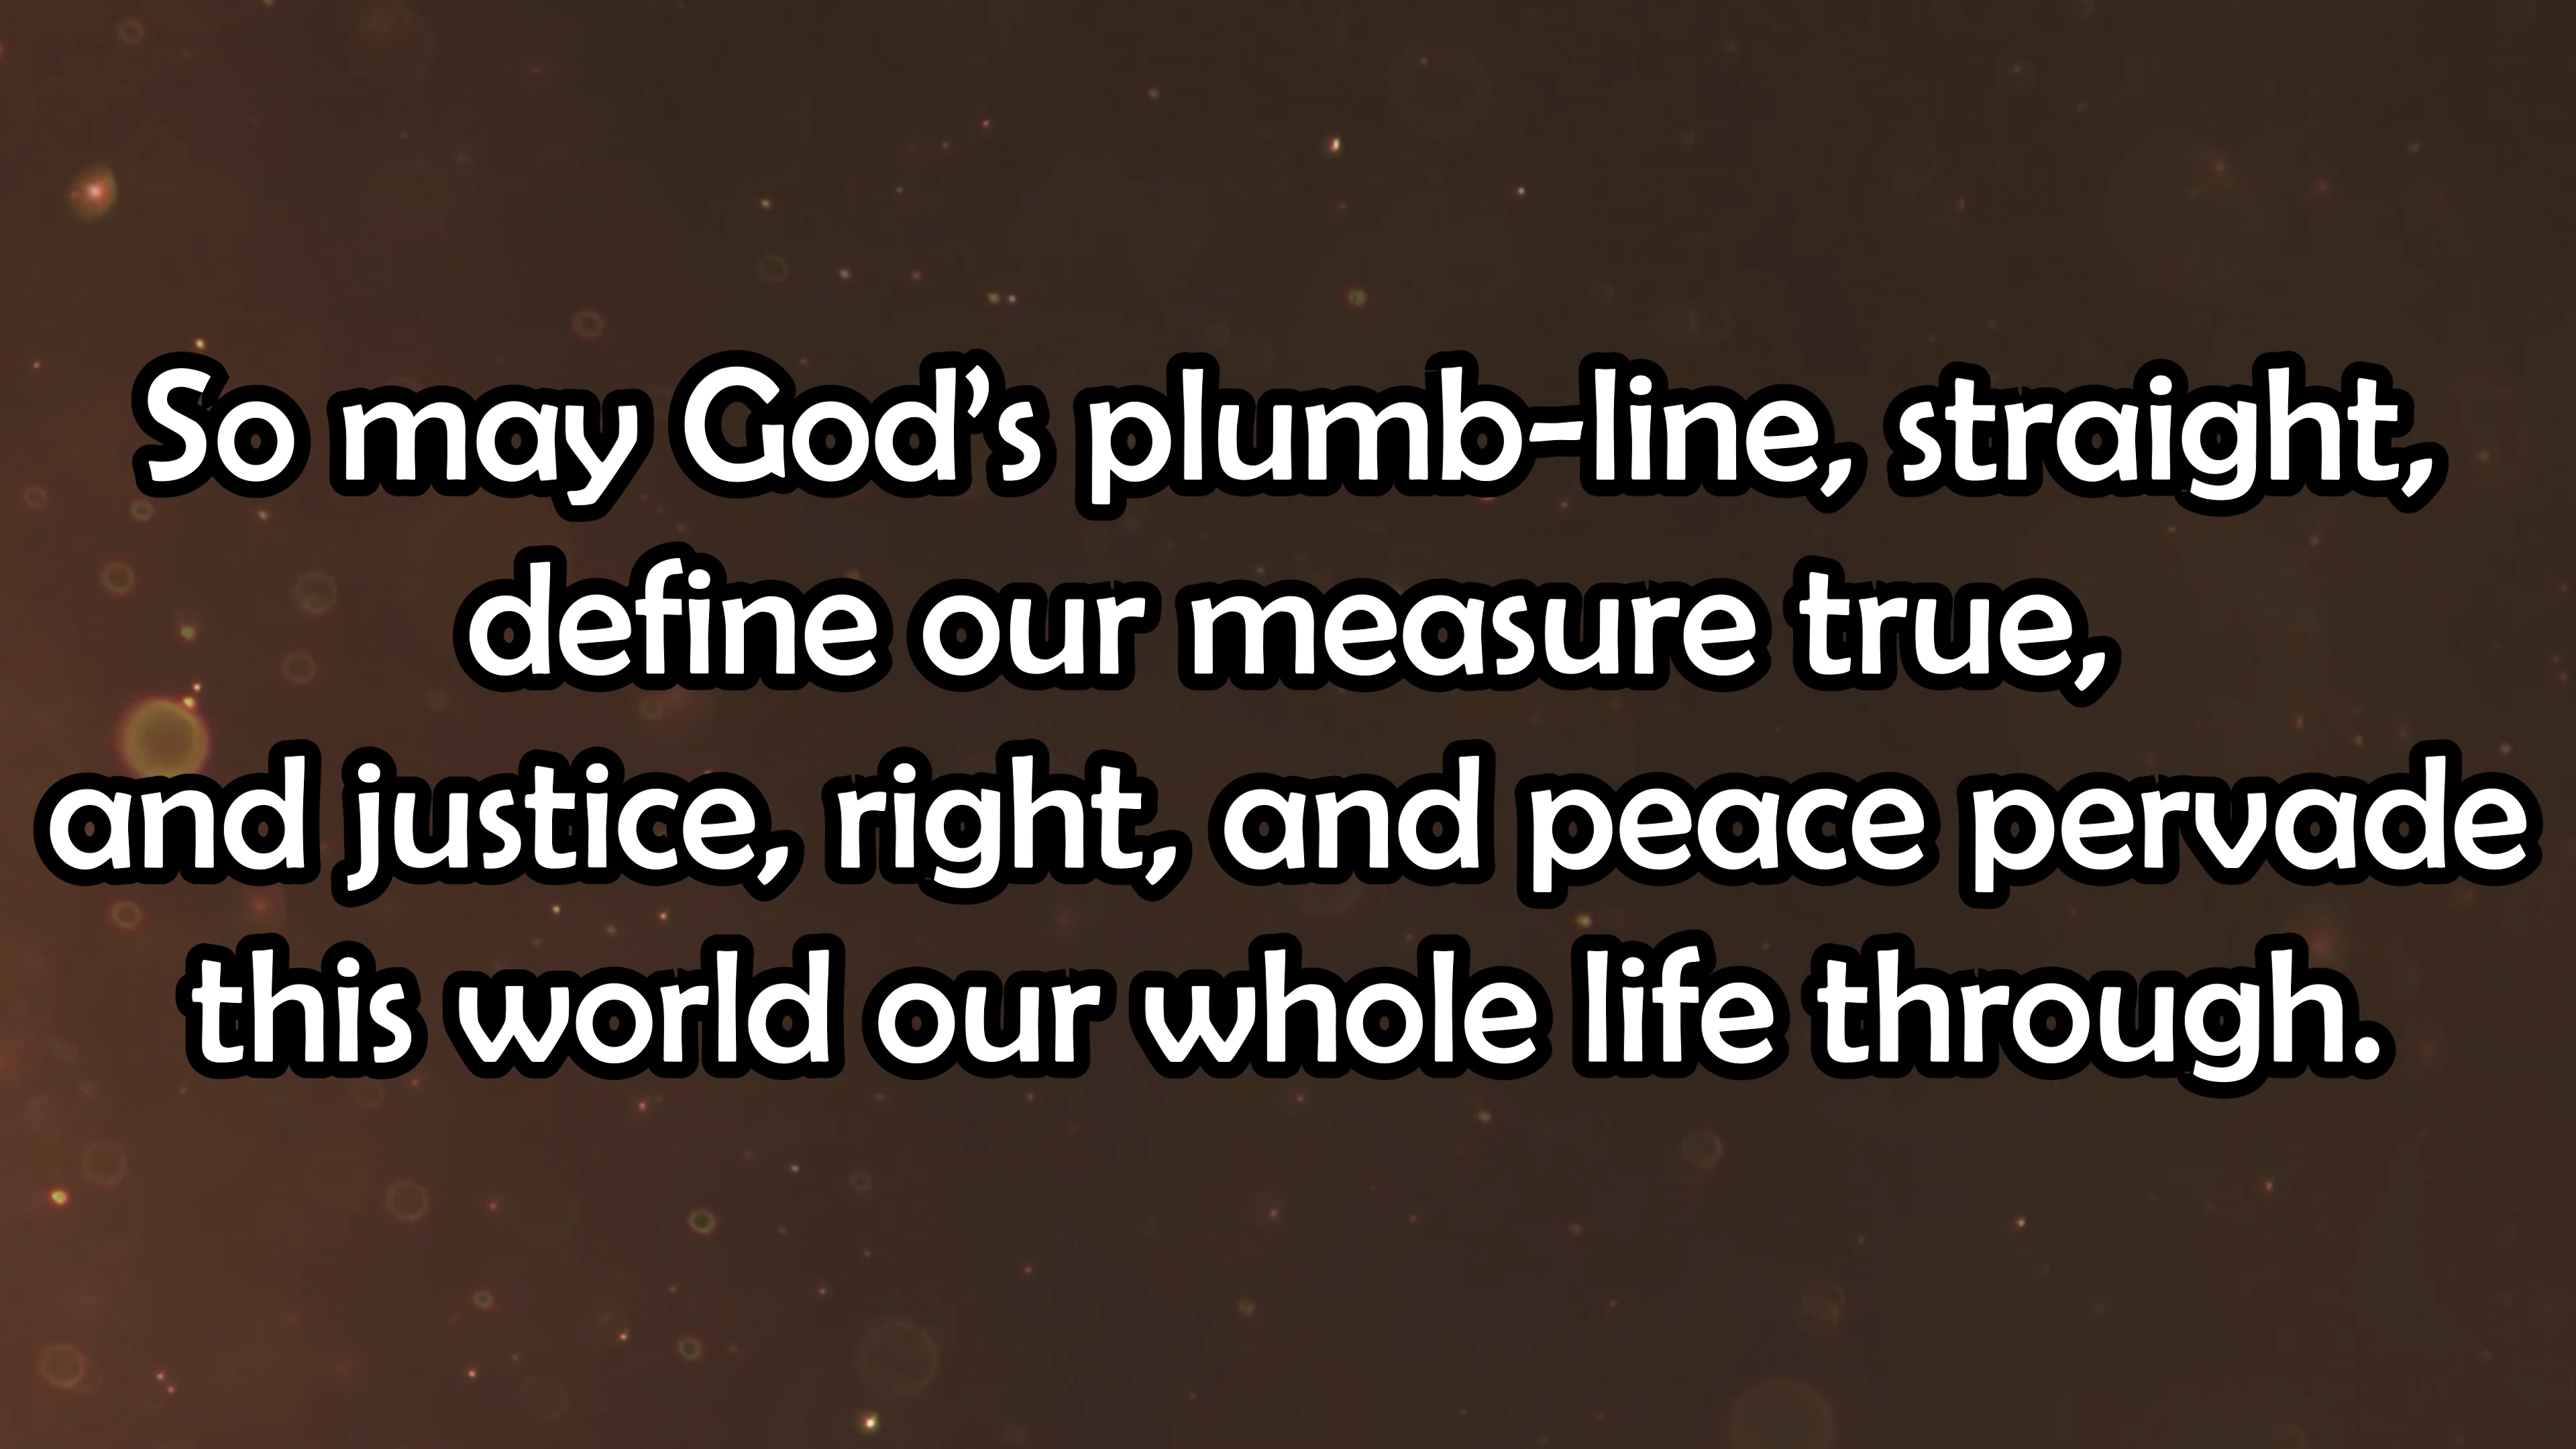 So may God’s plumb-line, straight,
define our measure true,
and justice, right, and peace pervade
this world our whole life through.